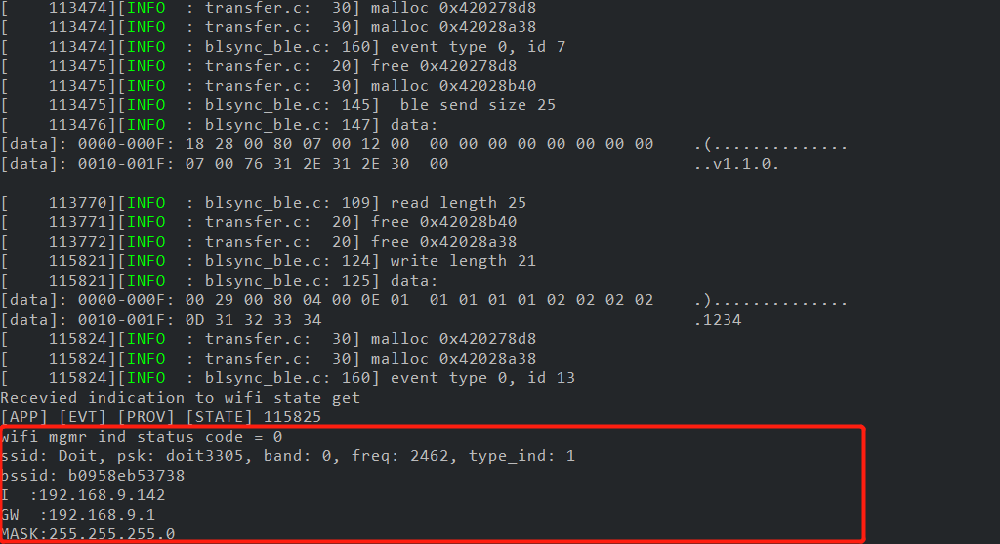 [    113474][INFO  : transfer.c:  30] malloc 0x420278d8
[    113474][INFO  : transfer.c:  30] malloc 0x42028a38
[    113474][INFO  : blsync_ble.c: 160] event type 0, id 7
[    113475][INFO  : transfer.c:  20] free 0x420278d8
[    113475][INFO  : transfer.c:  30] malloc 0x42028b40
[    113475][INFO  : blsync_ble.c: 145]  ble send size 25
[    113476][INFO  : blsync_ble.c: 147] data:
[data]: 0000-000F: 18 28 00 80 07 00 12 00  00 00 00 00 00 00 00 00    .(..............
[data]: 0010-001F: 07 00 76 31 2E 31 2E 30  00                         ..v1.1.0.
[    113770][INFO  : blsync_ble.c: 109] read length 25
[    113771][INFO  : transfer.c:  20] free 0x42028b40
[    113772][INFO  : transfer.c:  20] free 0x42028a38
[    115821][INFO  : blsync_ble.c: 124] write length 21
[    115821][INFO  : blsync_ble.c: 125] data:
[data]: 0000-000F: 00 29 00 80 04 00 0E 01  01 01 01 01 02 02 02 02    .)..............
[data]: 0010-001F: 0D 31 32 33 34                                      .1234
[    115824][INFO  : transfer.c:  30] malloc 0x420278d8
[    115824][INFO  : transfer.c:  30] malloc 0x42028a38
[    115824][INFO  : blsync_ble.c: 160] event type 0, id 13
Recevied indication to wifi state get
[APP] [EVT] [PROV] [STATE] 115825
wifi mgmr ind status code = 0
ssid: Doit, psk: doit3305, band: 0, freq: 2462, type_ind: 1
bssid: b0958eb53738
I  :192.168.9.142
GW  :192.168.9.1
MASK:255.255.255.0